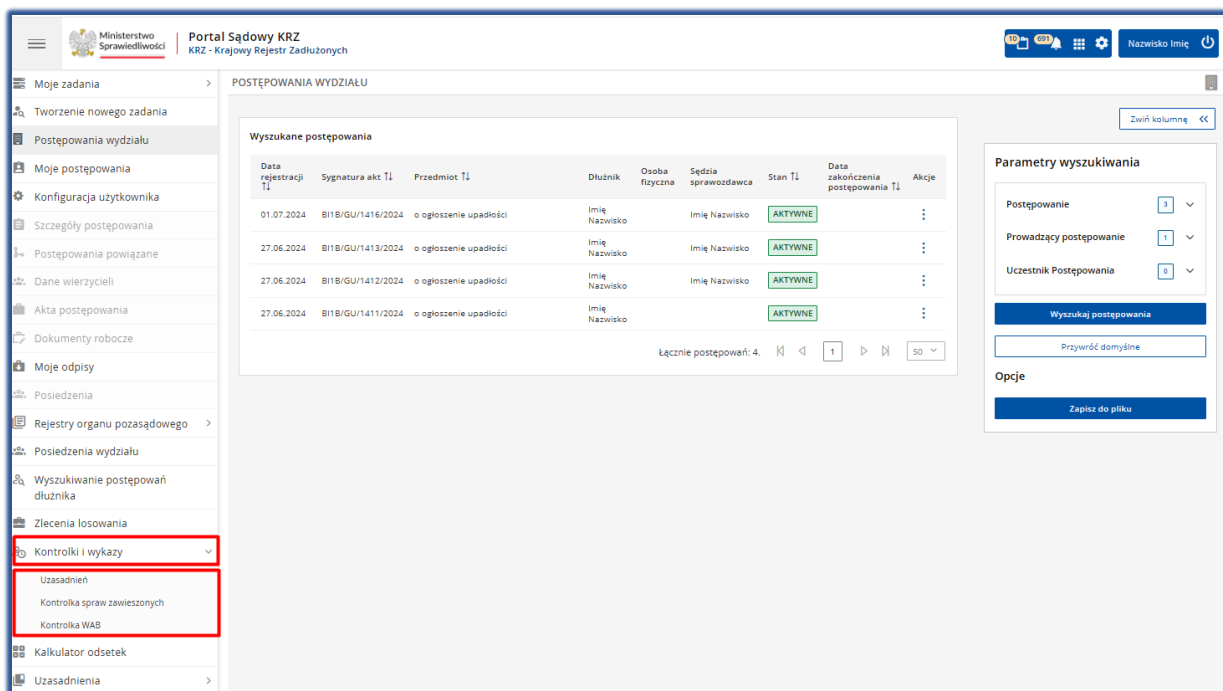 Ministerstwo
Sprawiedliwości
Portal Sądowy KRZ
KRZ - Krajowy Rejestr Zadłużonych
10
691
Nazwisko Imię
Moje zadania
Tworzenie nowego zadania
Postępowania wydziału
Moje postępowania
Konfiguracja użytkownika
Szczegóły postępowania
Postępowania powiązane
Dane wierzycieli
Akta postępowania
Dokumenty robocze
Moje odpisy
Posiedzenia
Rejestry organu pozasądowego
Posiedzenia wydziału
Wyszukiwanie postępowań
dłużnika
Zlecenia losowania
Kontrolki i wykazy
Uzasadnień
Kontrolka spraw zawieszonych
Kontrolka WAB
Kalkulator odsetek
Uzasadnienia
POSTĘPOWANIA WYDZIAŁU
Wyszukane postępowania
Data rejestracji Sygnatura akt Przedmiot Dłużnik Osoba fizyczna Sędzia sprawozdawca Stan Data zakończenia postępowania Akcje
01.07.2024 BI1B/GU/1416/2024 o ogłoszenie upadłości Imię Nazwisko Imię Nazwisko AKTYWNE
27.06.2024 BI1B/GU/1413/2024 o ogłoszenie upadłości Imię Nazwisko Imię Nazwisko AKTYWNE
27.06.2024 BI1B/GU/1412/2024 o ogłoszenie upadłości Imię Nazwisko Imię Nazwisko AKTYWNE
27.06.2024 BI1B/GU/1411/2024 o ogłoszenie upadłości Imię Nazwisko AKTYWNE
Łącznie postępowań: 4. 1 50
Zwiń kolumnę
Parametry wyszukiwania
Postępowanie 3
Prowadzący postępowanie 1
Uczestnik Postępowania 0
Wyszukaj postępowania
Przywróć domyślne
Opcje
Zapisz do pliku